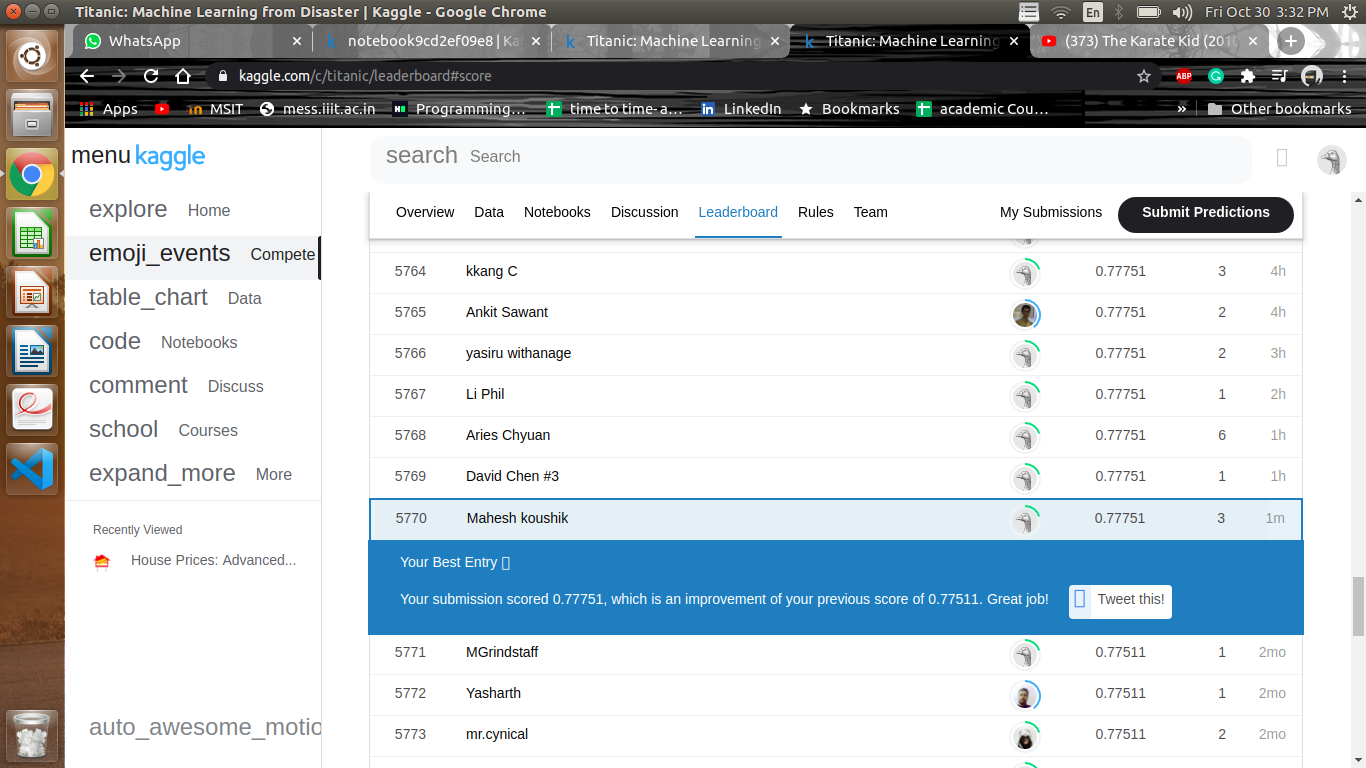 Titanic: Machine Learning from Disaster | Kaggle - Google Chrome
En
Fri Oct 30 3:32 PM
WhatsApp
notebook9cd2ef09e8 | Ka
Titanic: Machine Learning
Titanic: Machine Learning
(373) The Karate Kid (2010
kaggle.com/c/titanic/leaderboard#score
ABP
Apps
MSIT
mess.iiit.ac.in
Programming…
time to time- a…
LinkedIn
Bookmarks
academic Cou…
»
Other bookmarks
menu kaggle
search Search
explore Home
emoji_events Compete
table_chart Data
code Notebooks
comment Discuss
school Courses
expand_more More
Recently Viewed
House Prices: Advanced...
auto_awesome_motio
Overview Data Notebooks Discussion Leaderboard Rules Team My Submissions Submit Predictions
5764 kkang C 0.77751 3 4h
5765 Ankit Sawant 0.77751 2 4h
5766 yasiru withanage 0.77751 2 3h
5767 Li Phil 0.77751 1 2h
5768 Aries Chyuan 0.77751 6 1h
5769 David Chen #3 0.77751 1 1h
5770 Mahesh koushik 0.77751 3 1m
Your Best Entry
Your submission scored 0.77751, which is an improvement of your previous score of 0.77511. Great job! Tweet this!
5771 MGrindstaff 0.77511 1 2mo
5772 Yasharth 0.77511 1 2mo
5773 mr.cynical 0.77511 2 2mo